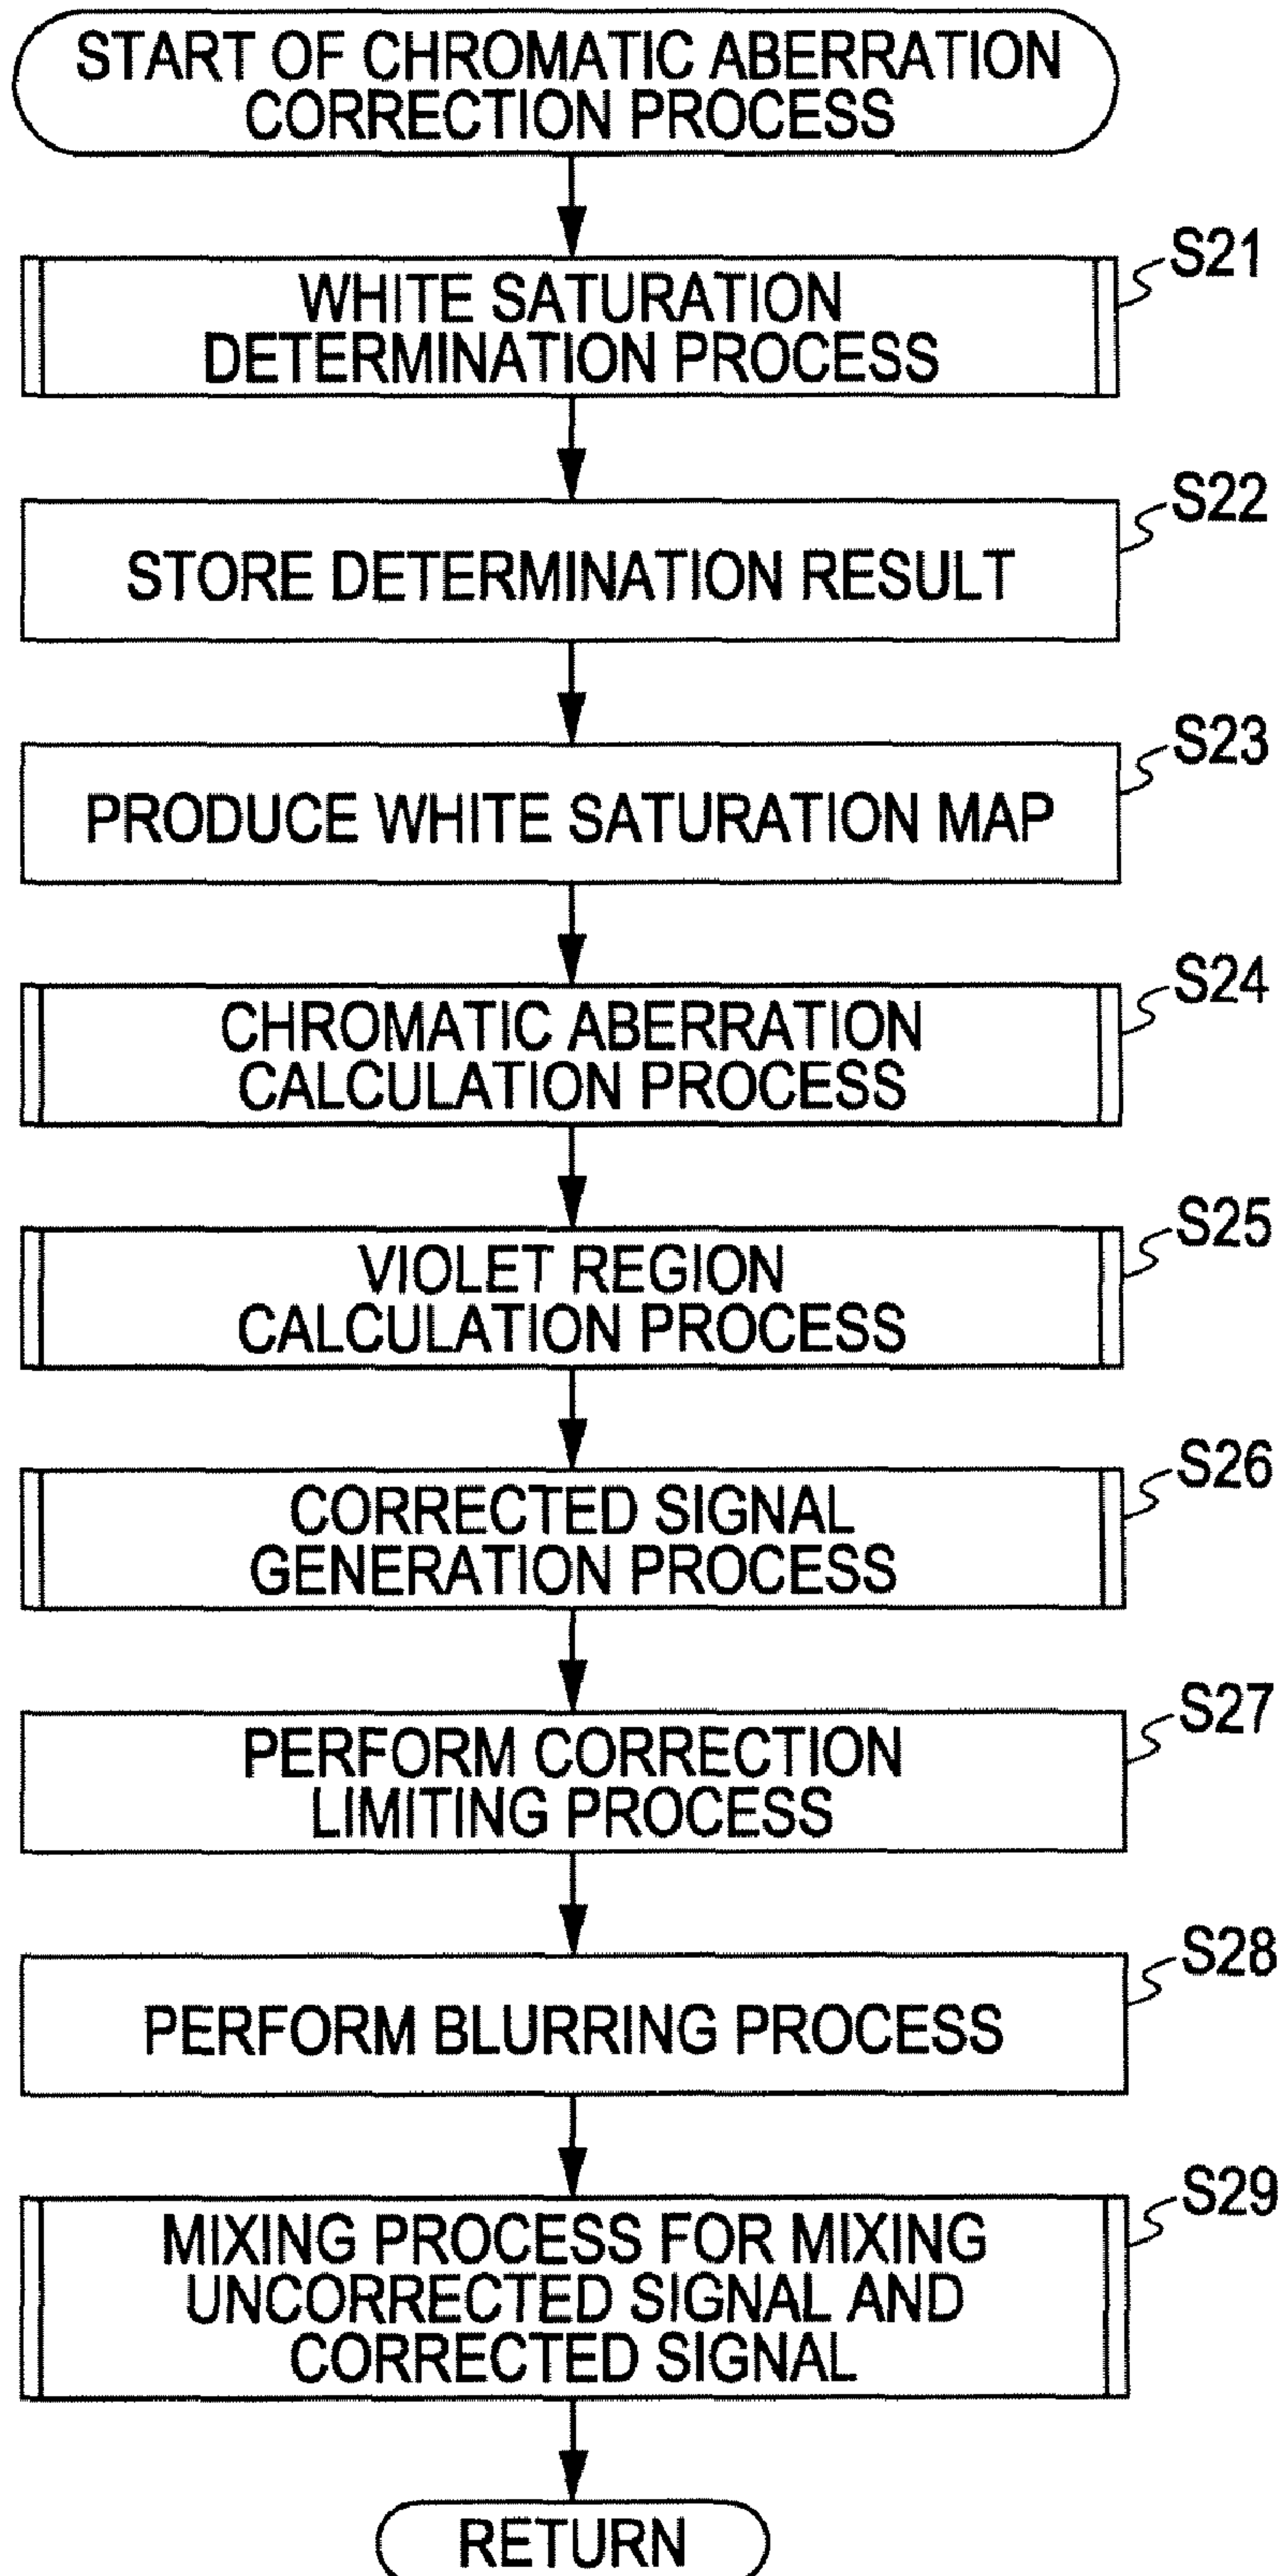 START OF CHROMATIC ABERRATION
CORRECTION PROCESS
S21
WHITE SATURATION
DETERMINATION PROCESS
S22
STORE DETERMINATION RESULT
S23
PRODUCE WHITE SATURATION MAP
S24
CHROMATIC ABERRATION
CALCULATION PROCESS
S25
VIOLET REGION
CALCULATION PROCESS
S26
CORRECTED SIGNAL
GENERATION PROCESS
S27
PERFORM CORRECTION
LIMITING PROCESS
S28
PERFORM BLURRING PROCESS
S29
MIXING PROCESS FOR MIXING
UNCORRECTED SIGNAL AND
CORRECTED SIGNAL
RETURN